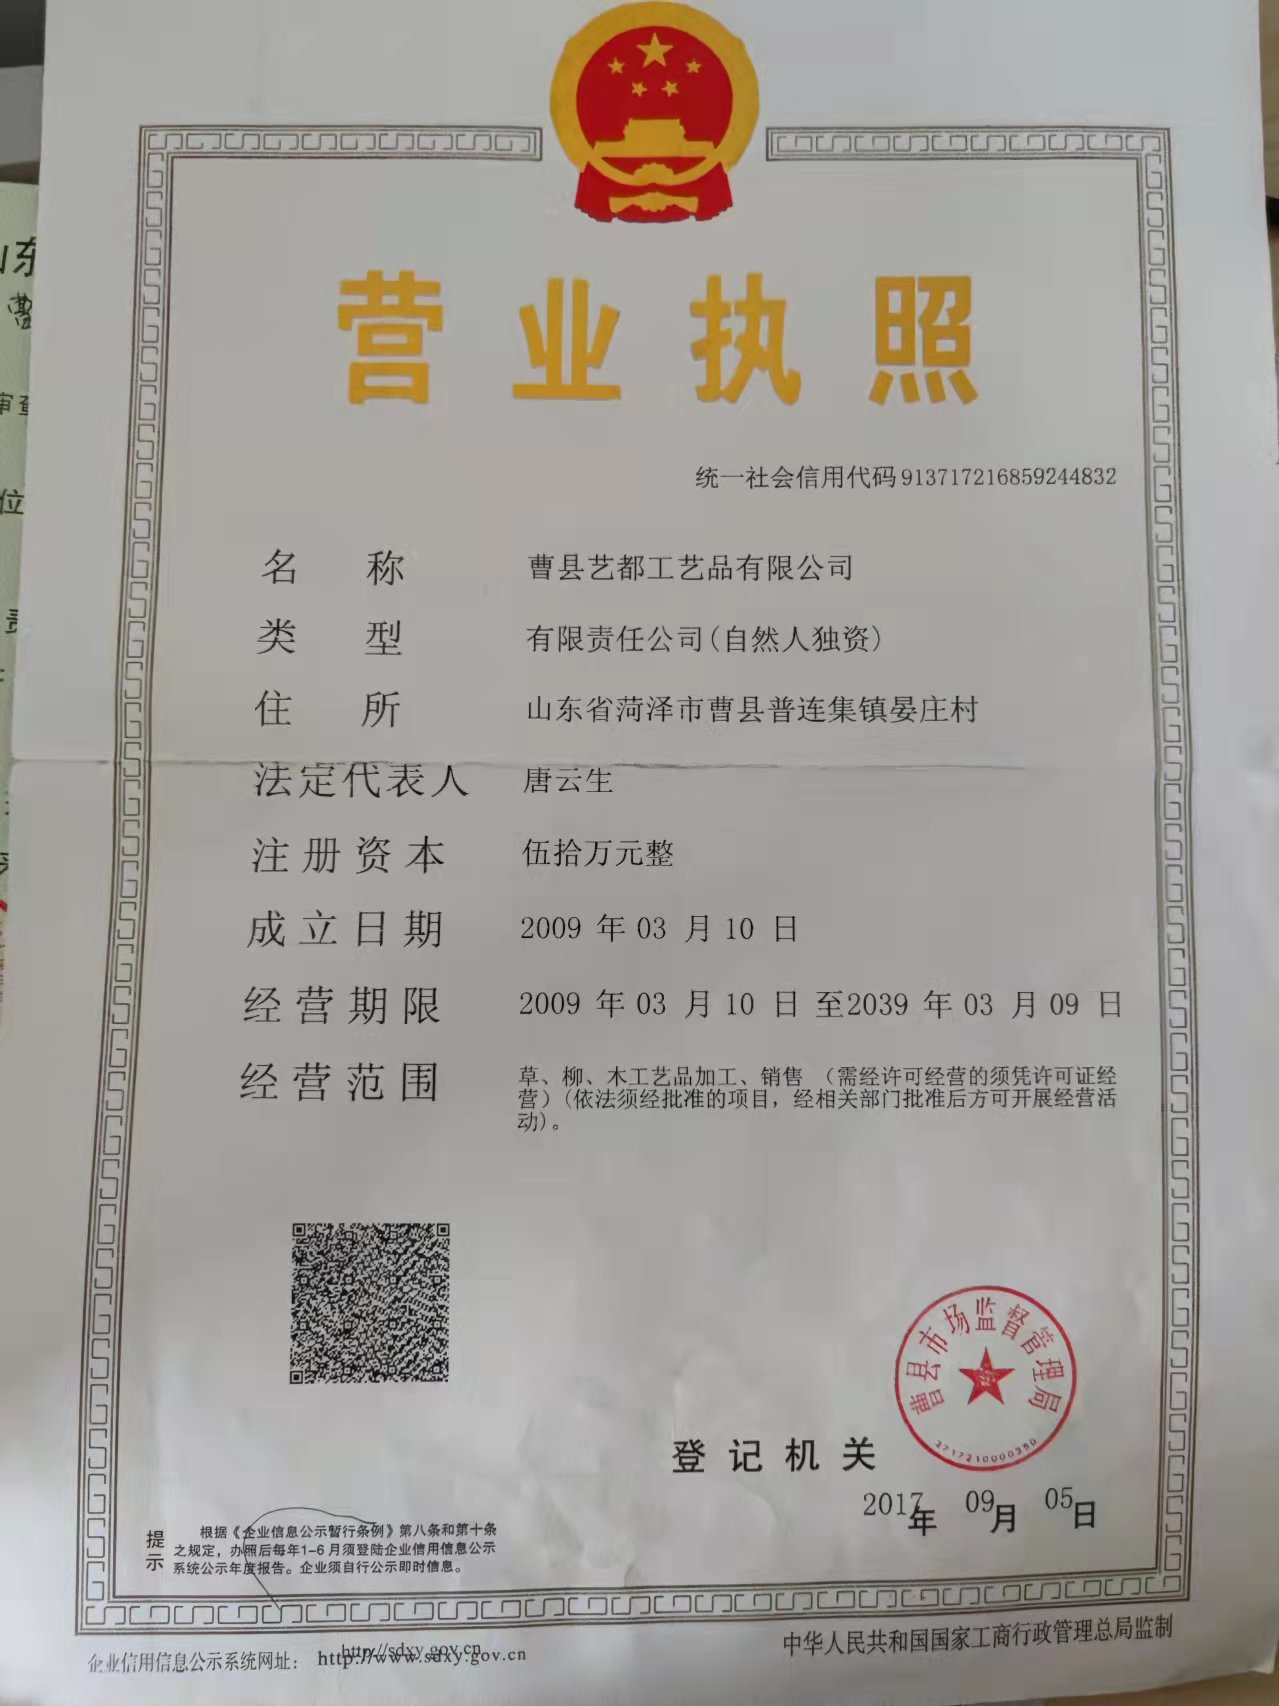 营业执照
统一社会信用代码913717216859244832
名称 曹县艺都工艺品有限公司
类型 有限责任公司(自然人独资)
住所 山东省菏泽市曹县普连集镇晏庄村
法定代表人 唐云生
注册资本 伍拾万元整
成立日期 2009 年 03 月 10 日
经营期限 2009 年 03 月 10 日 至2039 年 03 月 09 日
经营范围 草、柳、木工艺品加工、销售 （需经许可经营的须凭许可证经
营）(依法须经批准的项目，经相关部门批准后方可开展经营活
动)。
曹县市场监督管理局
3717210000380
登记机关
2017年 09月 05日
提示 根据《企业信息公示暂行条例》第八条和第十条
之规定，办照后每年1-6月须登陆企业信用信息公示
系统公示年度报告。企业须自行公示即时信息。
http://sdxy.gov.cn
企业信用信息公示系统网址： http://www.sdxy.gov.cn
中华人民共和国国家工商行政管理总局监制
山东
审查
位